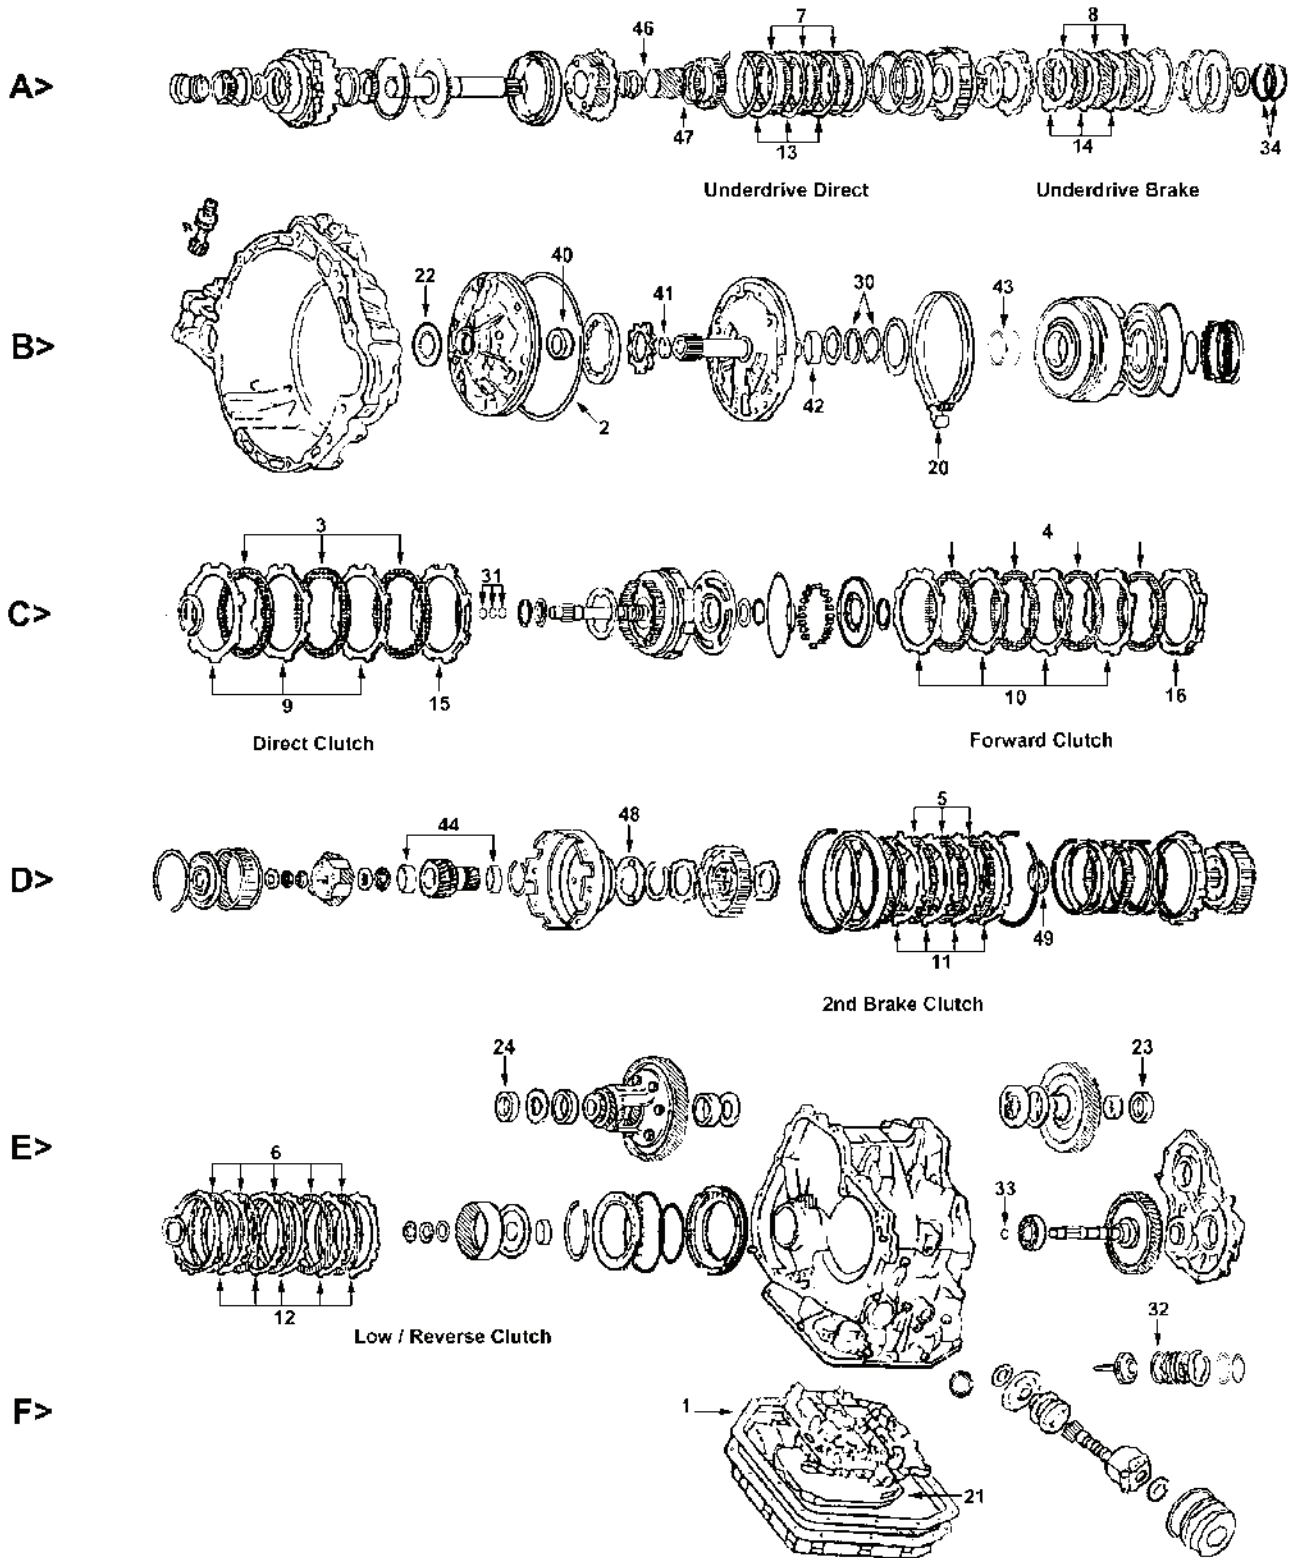 46
7
8
A>
47
13
14
34
Underdrive Direct
Underdrive Brake
22
40
41
30
43
B>
42
2
20
3
4
31
C>
9
15
10
16
Direct Clutch
Forward Clutch
44
48
5
D>
11
49
2nd Brake Clutch
24
23
E>
6
33
12
Low / Reverse Clutch
32
F>
1
21